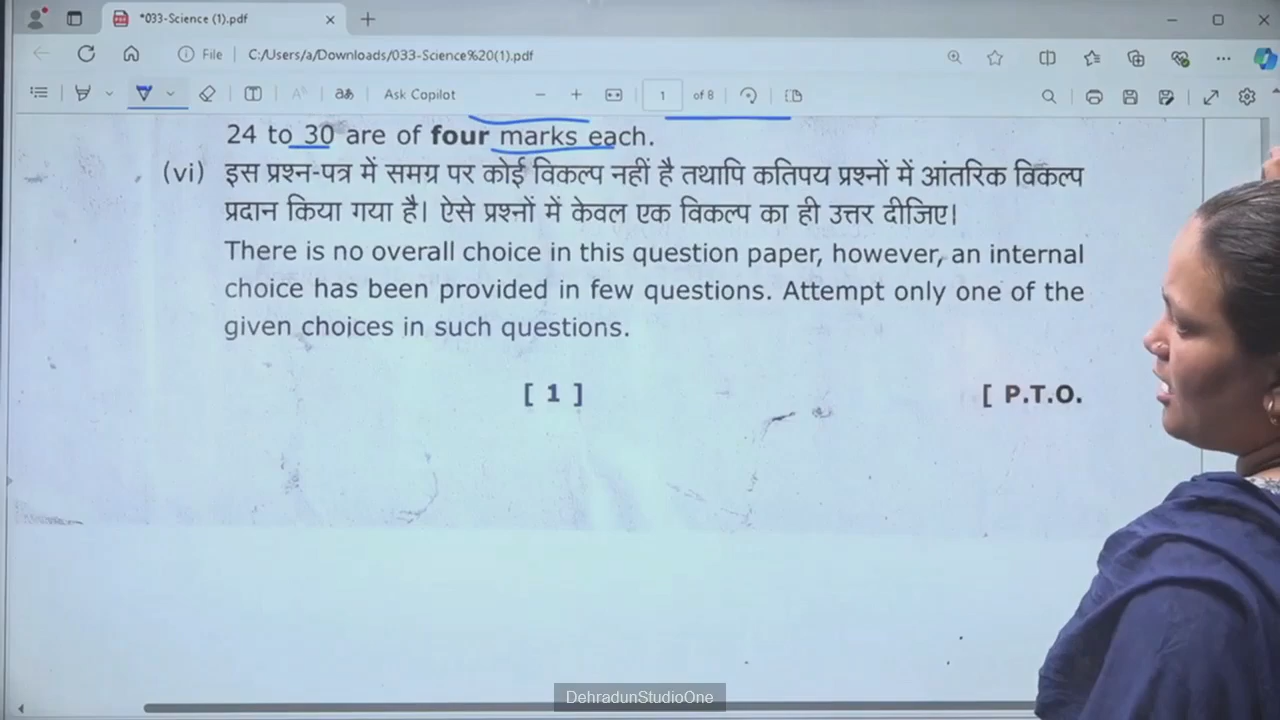 *033-Science (1).pdf
File C:/Users/a/Downloads/033-Science%20(1).pdf
Ask Copilot 1 of 8
24 to 30 are of four marks each.
(vi) इस प्रश्न-पत्र में समग्र पर कोई विकल्प नहीं है तथापि कतिपय प्रश्नों में आंतरिक विकल्प
प्रदान किया गया है। ऐसे प्रश्नों में केवल एक विकल्प का ही उत्तर दीजिए।
There is no overall choice in this question paper, however, an internal
choice has been provided in few questions. Attempt only one of the
given choices in such questions.
[ 1 ] [ P.T.O.
DehradunStudioOne